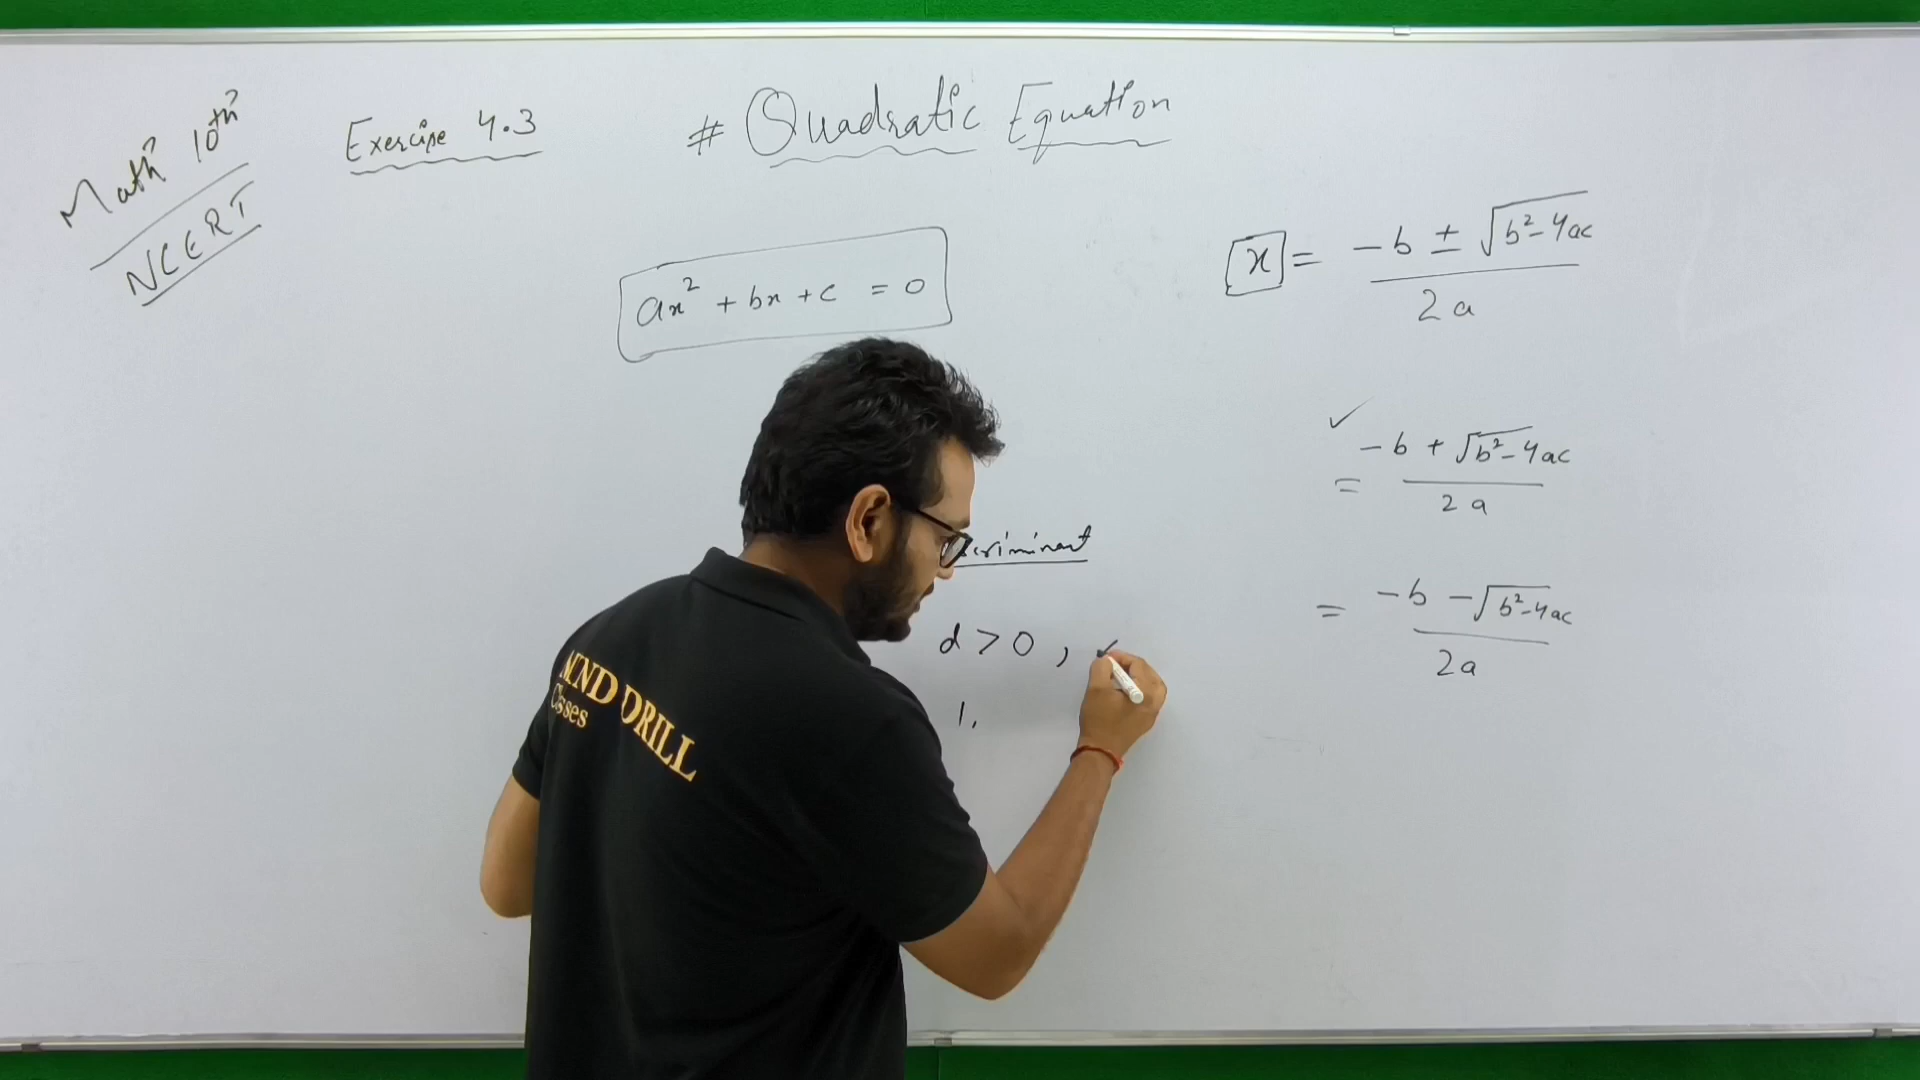 Math 10th
NCERT
Exercise 4.3
# Quadratic Equation
ax² + bx + c = 0
x = -b ± √b²-4ac / 2a
= -b + √b²-4ac / 2a
= -b - √b²-4ac / 2a
criminant
d > 0 ,
1.
MIND DRILL
Classes